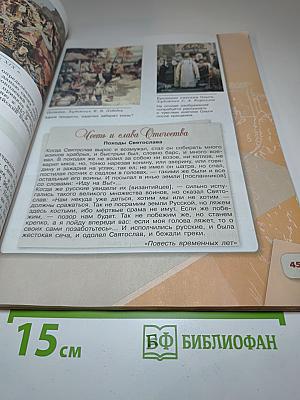 Честь и слава Отечества
Походы Святослава
Когда Святослав вырос и возмужал, стал он собирать много
воинов храбрых, и быстрым был, словно барс, и много вое-
вал. В походах же не возил за собою ни возов, ни котлов, не
варил мяса, но, тонко нарезав конину, или зверину, или говя-
дину и зажарив на углях, так ел; не имел он шатра, но спал,
постилая потник с седлом в головах, — такими же были и все
остальные его воины. И посылал в иные земли [посланников]
со словами: «Иду на Вы!»...
Когда же русские увидели их [византийцев], — сильно испу-
гались такого великого множества воинов, но сказал Свято-
слав: «Нам некуда уже деться, хотим мы или не хотим —
должны сражаться. Так не посрамим земли Русской, но ляжем
здесь костьми, ибо мёртвые срама не имут. Если же побе-
жим, — позор нам будет. Так не побежим же, но станем
крепко, а я пойду впереди вас: если моя голова ляжет, то о
своих сами позаботьтесь»... И исполчились русские, и была
жестокая сеча, и одолел Святослав, и бежали греки.
«Повесть временных лет»
45
15 см
БФ БИБЛИОФАН